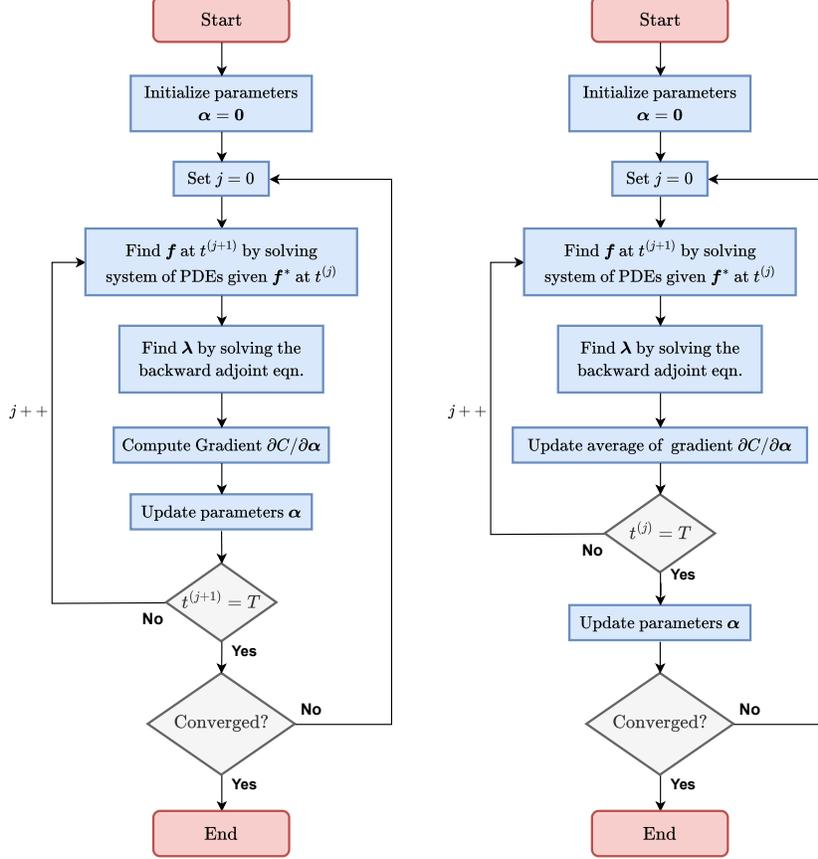 Start
Initialize parameters
α = 0
Set j = 0
Find f at t^(j+1) by solving
system of PDEs given f* at t^(j)
Find λ by solving the
backward adjoint eqn.
j++
Compute Gradient ∂C/∂α
Update parameters α
t^(j+1) = T
No
Yes
Converged?
No
Yes
End
Start
Initialize parameters
α = 0
Set j = 0
Find f at t^(j+1) by solving
system of PDEs given f* at t^(j)
Find λ by solving the
backward adjoint eqn.
j++
Update average of gradient ∂C/∂α
t^(j) = T
No
Yes
Update parameters α
Converged?
No
Yes
End